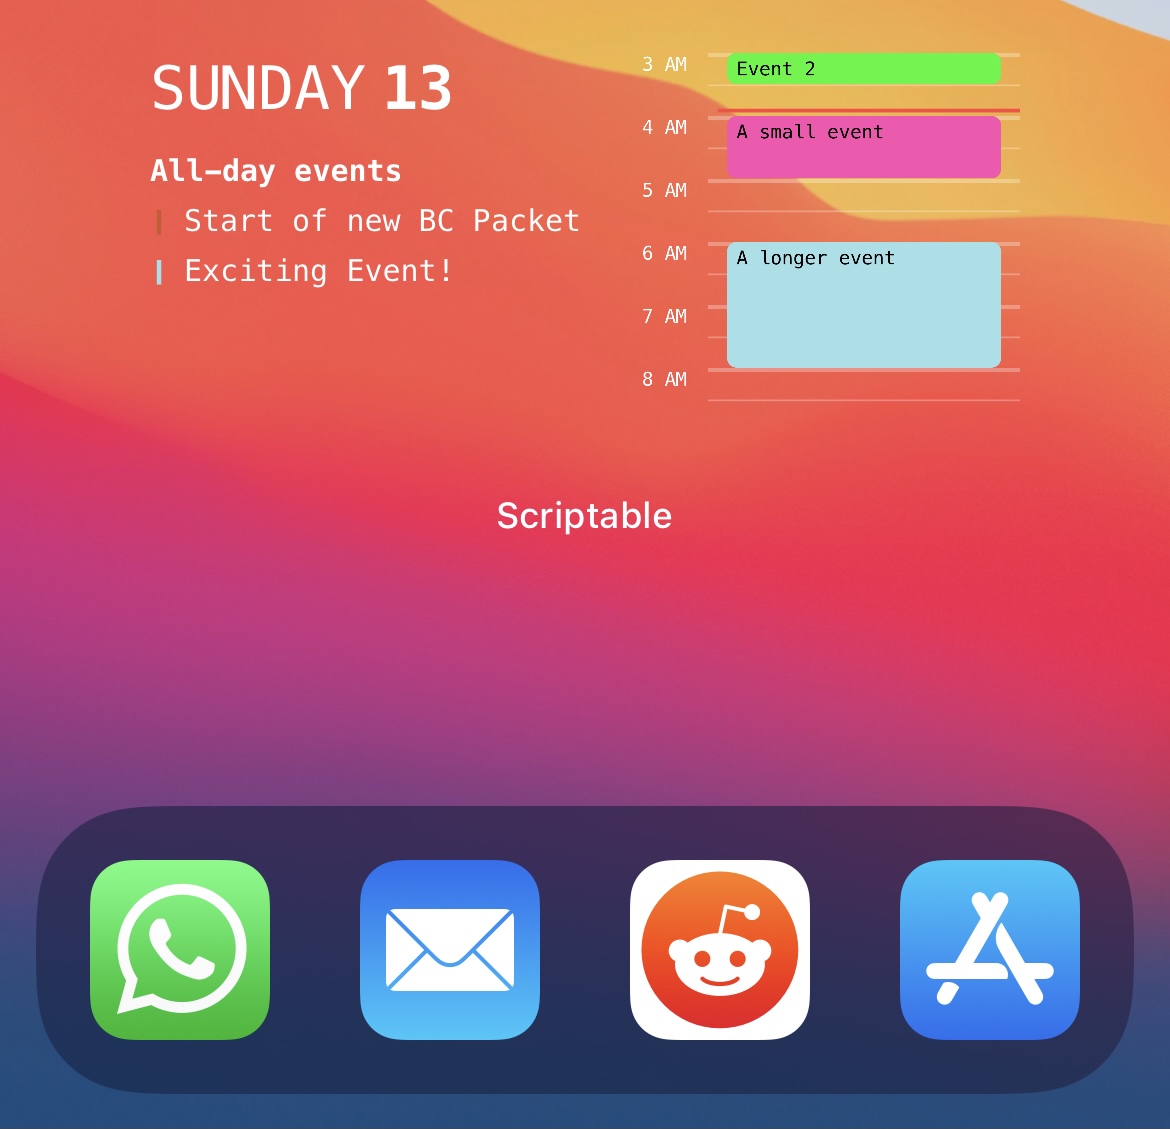 SUNDAY 13
All-day events
Start of new BC Packet
Exciting Event!
3 AM
Event 2
4 AM
A small event
5 AM
6 AM
A longer event
7 AM
8 AM
Scriptable